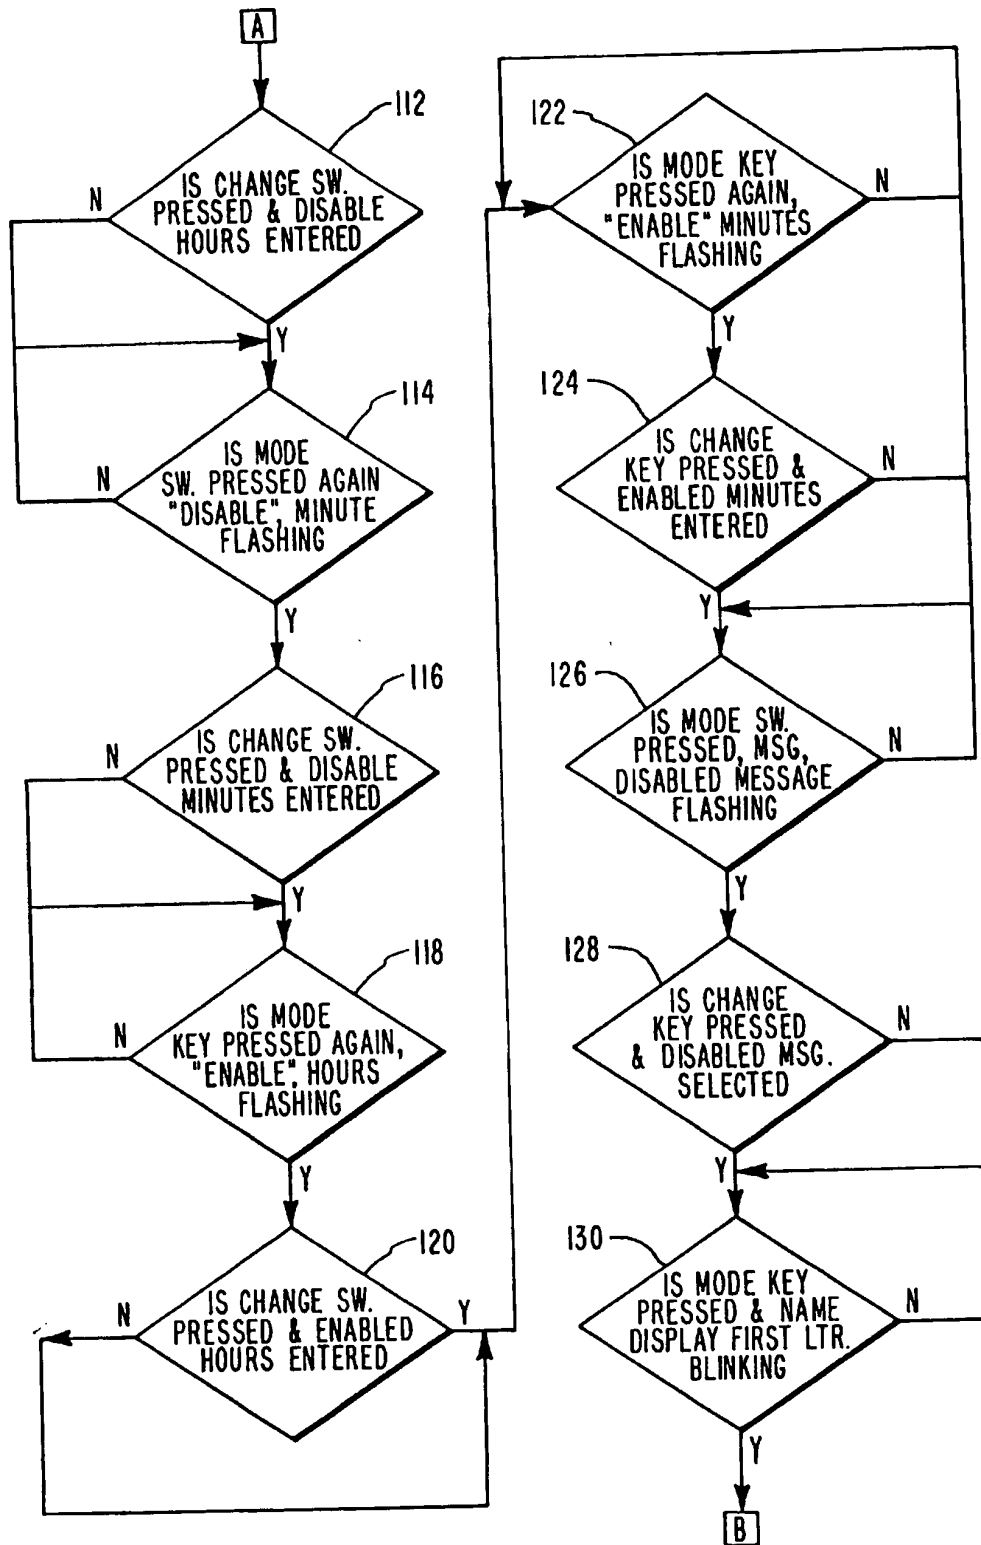 A
112
IS CHANGE SW.
PRESSED & DISABLE
HOURS ENTERED
N
Y
114
IS MODE
SW. PRESSED AGAIN
"DISABLE", MINUTE
FLASHING
N
Y
116
IS CHANGE SW.
PRESSED & DISABLE
MINUTES ENTERED
N
Y
118
IS MODE
KEY PRESSED AGAIN,
"ENABLE", HOURS
FLASHING
N
Y
120
IS CHANGE SW.
PRESSED & ENABLED
HOURS ENTERED
N
Y
122
IS MODE KEY
PRESSED AGAIN,
"ENABLE" MINUTES
FLASHING
N
Y
124
IS CHANGE
KEY PRESSED &
ENABLED MINUTES
ENTERED
N
Y
126
IS MODE SW.
PRESSED, MSG,
DISABLED MESSAGE
FLASHING
N
Y
128
IS CHANGE
KEY PRESSED
& DISABLED MSG.
SELECTED
N
Y
130
IS MODE KEY
PRESSED & NAME
DISPLAY FIRST LTR.
BLINKING
N
Y
B